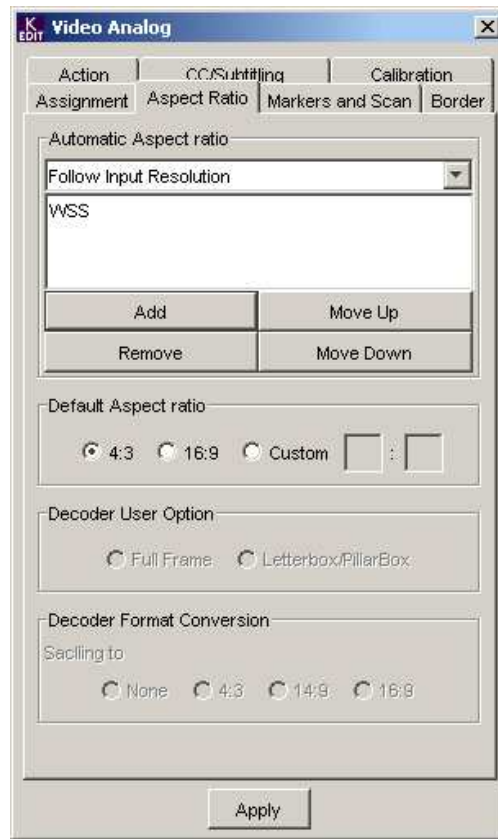 K EDIT Video Analog
Action CC/Subtitling Calibration
Assignment Aspect Ratio Markers and Scan Border
Automatic Aspect ratio
Follow Input Resolution
WSS
Add Move Up
Remove Move Down
Default Aspect ratio
4:3 16:9 Custom :
Decoder User Option
Full Frame Letterbox/PillarBox
Decoder Format Conversion
Saclling to
None 4:3 14:9 16:9
Apply